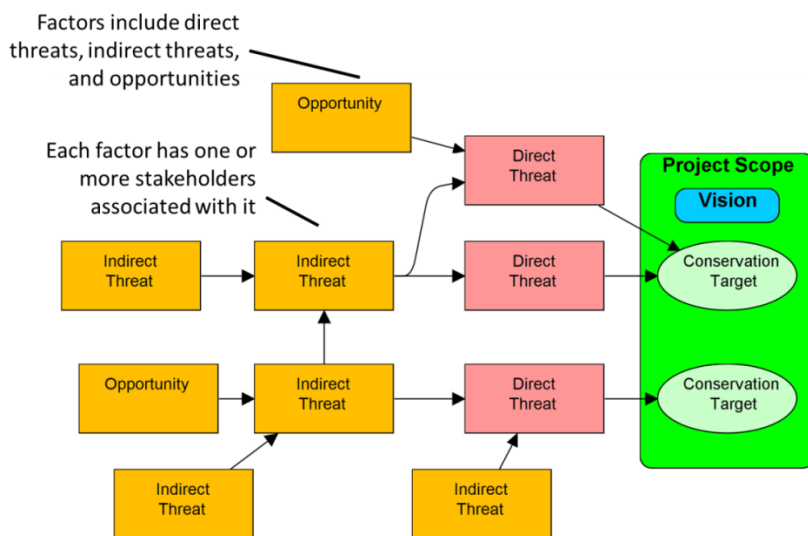 Factors include direct
threats, indirect threats,
and opportunities
Opportunity
Each factor has one or
more stakeholders
associated with it
Direct
Threat
Project Scope
Vision
Indirect
Threat
Indirect
Threat
Direct
Threat
Conservation
Target
Opportunity
Indirect
Threat
Direct
Threat
Conservation
Target
Indirect
Threat
Indirect
Threat